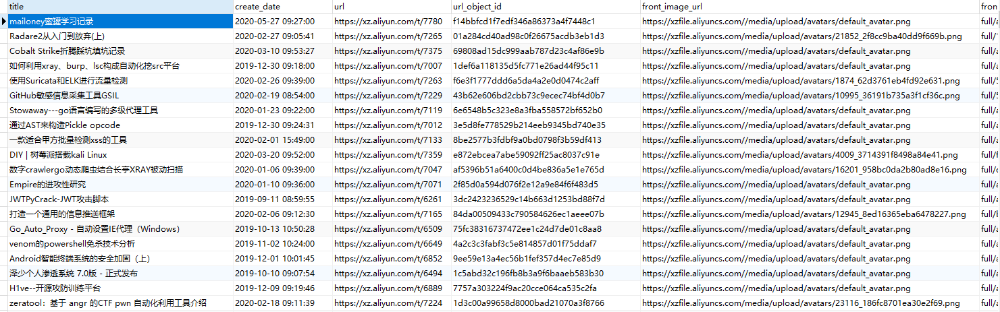 title create_date url url_object_id front_image_url fron
mailoney蜜罐学习记录 2020-05-27 09:27:00 https://xz.aliyun.com/t/7780 f14bbfcd1f7edf346a86373a4f7448c1 https://xzfile.aliyuncs.com//media/upload/avatars/default_avatar.png full/a
Radare2从入门到放弃(上) 2020-02-27 09:05:41 https://xz.aliyun.com/t/7265 01a284cd40ad98c0f26675acdb3eb1d3 https://xzfile.aliyuncs.com/media/upload/avatars/21852_2f8cc9ba40dd9f669b.png full/
Cobalt Strike折腾踩坑填坑记录 2020-03-10 09:53:27 https://xz.aliyun.com/t/7375 69808ad15dc999aab787d23c4af86e9b https://xzfile.aliyuncs.com//media/upload/avatars/default_avatar.png full/a
如何利用xray、burp、lsc构成自动化挖src平台 2019-12-30 09:18:00 https://xz.aliyun.com/t/7007 1def6a118135d5fc771e26ad44f95c11 https://xzfile.aliyuncs.com//media/upload/avatars/default_avatar.png full/a
使用Suricata和ELK进行流量检测 2020-02-26 09:39:00 https://xz.aliyun.com/t/7263 f6e3f1777ddd6a5da4a2e0d0474c2aff https://xzfile.aliyuncs.com/media/upload/avatars/1874_62d3761eb4fd92e631.png full/5
GitHub敏感信息采集工具GSIL 2020-02-19 08:54:00 https://xz.aliyun.com/t/7229 43b62e606bd2cbb73c9ecec74bf4d0b7 https://xzfile.aliyuncs.com/media/upload/avatars/10995_36191b735a3f1cf36c.png full/5
Stowaway---go语言编写的多级代理工具 2020-01-23 09:22:00 https://xz.aliyun.com/t/7119 6e6548b5c323e8a3fba558572bf652b0 https://xzfile.aliyuncs.com//media/upload/avatars/default_avatar.png full/a
通过AST来构造Pickle opcode 2019-12-30 09:24:31 https://xz.aliyun.com/t/7012 3e5d8fe778529b214eeb9345bd740e35 https://xzfile.aliyuncs.com//media/upload/avatars/default_avatar.png full/a
一款适合甲方批量检测xss的工具 2020-02-01 15:49:00 https://xz.aliyun.com/t/7133 8be2577b3fdbf9a0bd0798f3b59df413 https://xzfile.aliyuncs.com//media/upload/avatars/default_avatar.png full/a
DIY | 树莓派搭载kali Linux 2020-03-20 09:52:00 https://xz.aliyun.com/t/7359 e872ebcea7abe59092ff25ac8037c91e https://xzfile.aliyuncs.com/media/upload/avatars/4009_3714391f8498a84e41.png full/f
数字crawlergo动态爬虫结合长亭XRAY被动扫描 2020-01-06 09:39:00 https://xz.aliyun.com/t/7047 af5396b51a6400c0d4be836a5e1e765d https://xzfile.aliyuncs.com/media/upload/avatars/16201_958bc0da2b80ad8e16.png full/
Empire的进攻性研究 2020-01-10 09:36:00 https://xz.aliyun.com/t/7071 2f85d0a594d076f2e12a9e84f6f483d5 https://xzfile.aliyuncs.com//media/upload/avatars/default_avatar.png full/a
JWTPyCrack-JWT攻击脚本 2019-09-11 08:59:55 https://xz.aliyun.com/t/6261 3dc2423236529c14b663d1253bd88f7d https://xzfile.aliyuncs.com//media/upload/avatars/default_avatar.png full/a
打造一个通用的信息推送框架 2020-02-06 09:12:30 https://xz.aliyun.com/t/7165 84da00509433c790584626ec1aeee07b https://xzfile.aliyuncs.com/media/upload/avatars/12945_8ed16365eba6478227.png full/b
Go_Auto_Proxy - 自动设置IE代理（Windows） 2019-10-13 10:50:28 https://xz.aliyun.com/t/6509 75fc38316737472ee1c24d7de01c8aa8 https://xzfile.aliyuncs.com//media/upload/avatars/default_avatar.png full/a
venom的powershell免杀技术分析 2019-11-02 10:24:00 https://xz.aliyun.com/t/6649 4a2c3c3fabf3c5e814857d01f75ddaf7 https://xzfile.aliyuncs.com//media/upload/avatars/default_avatar.png full/a
Android智能终端系统的安全加固（上） 2019-12-01 10:01:45 https://xz.aliyun.com/t/6852 9ee59e13a4ec56b1fef357d4ec7e85d9 https://xzfile.aliyuncs.com//media/upload/avatars/default_avatar.png full/a
泽少个人渗透系统 7.0版 - 正式发布 2019-10-10 09:07:54 https://xz.aliyun.com/t/6494 1c5abd32c196fb8b3a9f6baaeb583b30 https://xzfile.aliyuncs.com//media/upload/avatars/default_avatar.png full/a
H1ve--开源攻防训练平台 2019-12-09 09:19:46 https://xz.aliyun.com/t/6889 7757a303224f9ac20cce064ca535c2fa https://xzfile.aliyuncs.com//media/upload/avatars/default_avatar.png full/a
zeratool：基于 angr 的CTF pwn 自动化利用工具介绍 2020-02-18 09:11:39 https://xz.aliyun.com/t/7224 1d3c00a99658d8000bad21070a3f8766 https://xzfile.aliyuncs.com/media/upload/avatars/23116_186fc8701ea30e2f69.png full/